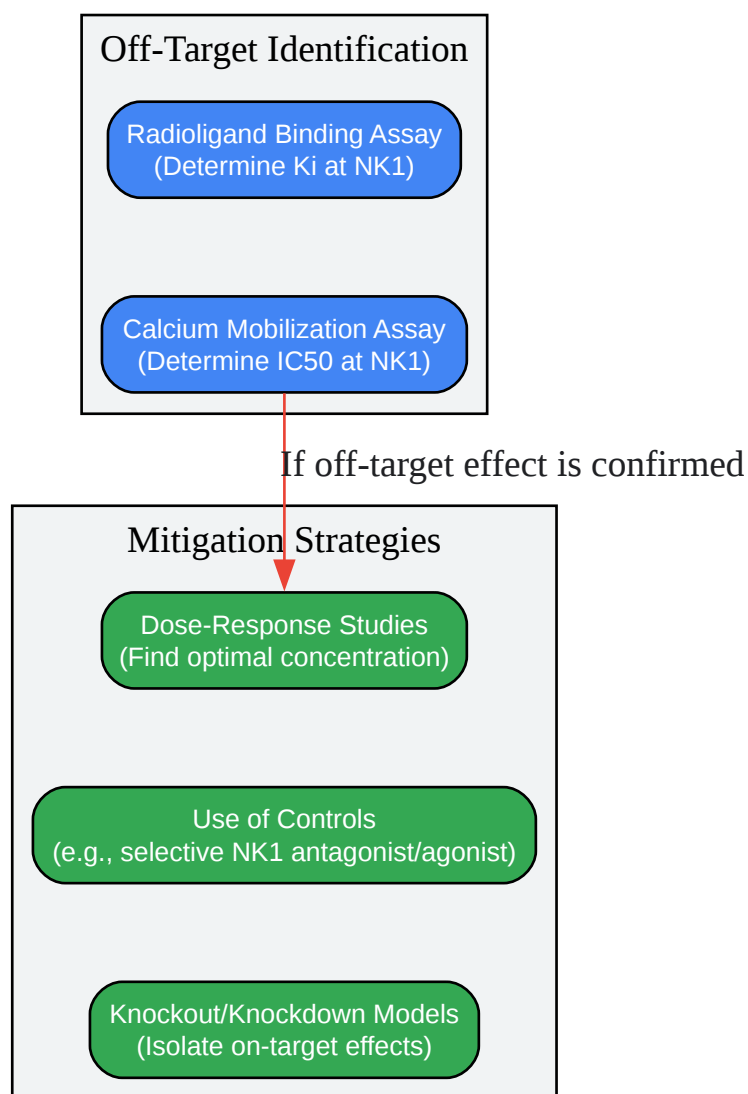 Off-Target Identification
Radioligand Binding Assay
(Determine Ki at NK1)
Calcium Mobilization Assay
(Determine IC50 at NK1)
If off-target effect is confirmed
Mitigation Strategies
Dose-Response Studies
(Find optimal concentration)
Use of Controls
(e.g., selective NK1 antagonist/agonist)
Knockout/Knockdown Models
(Isolate on-target effects)